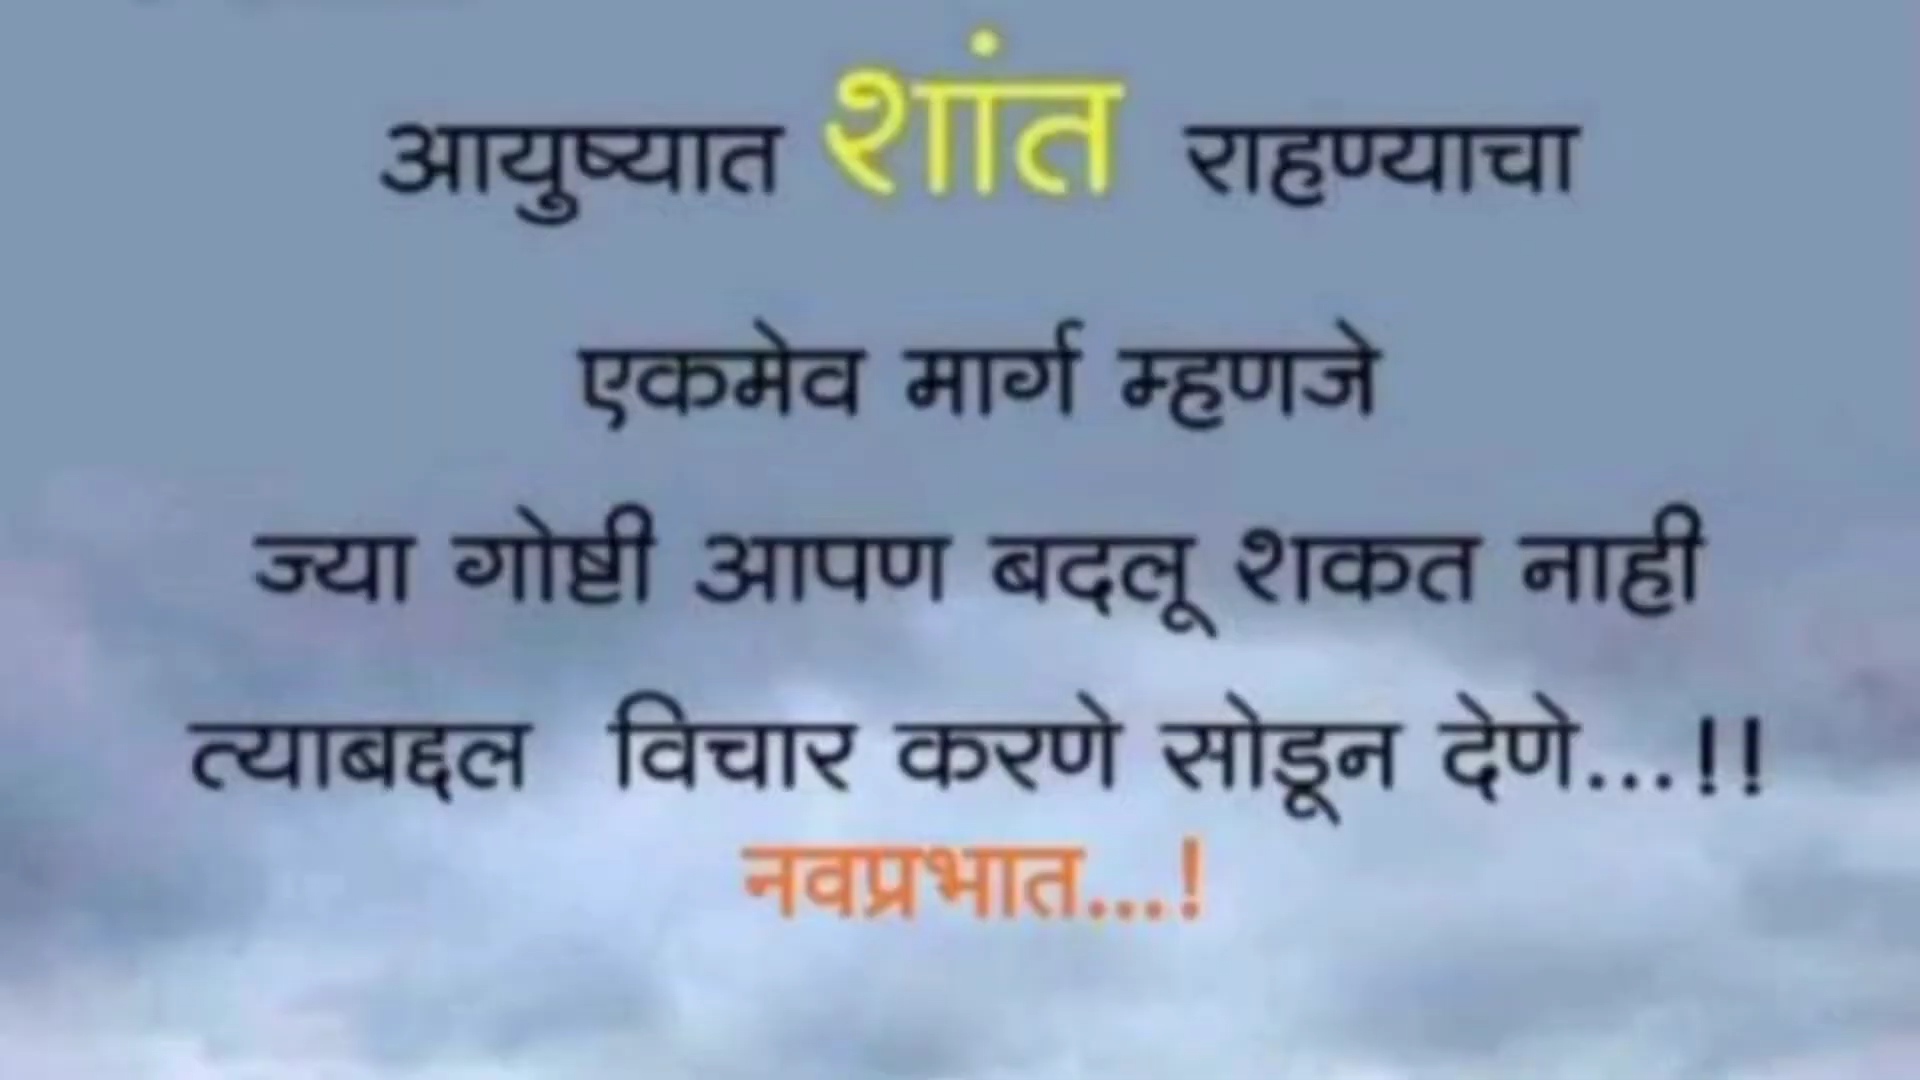 आयुष्यात शांत राहण्याचा
एकमेव मार्ग म्हणजे
ज्या गोष्टी आपण बदलू शकत नाही
त्याबद्दल विचार करणे सोडून देणे...!!
नवप्रभात...!